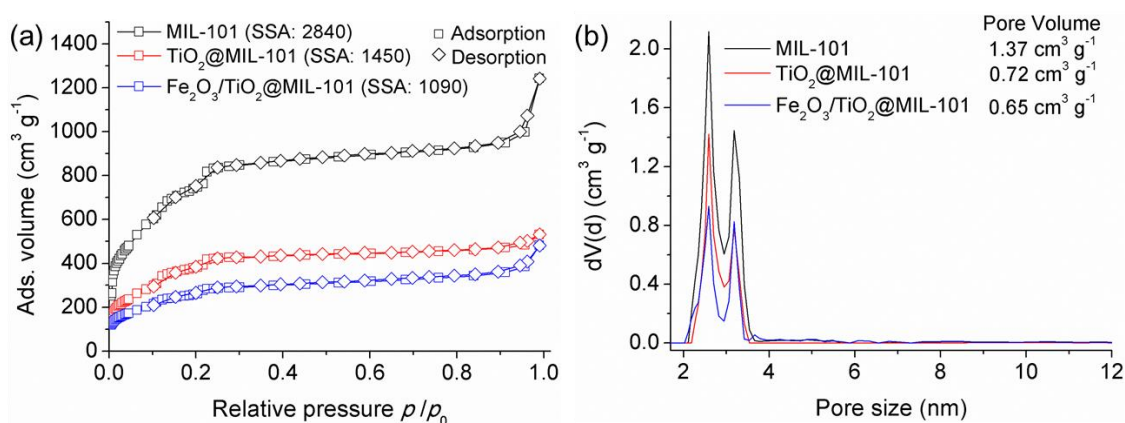 (a)
MIL-101 (SSA: 2840)
TiO₂@MIL-101 (SSA: 1450)
Fe₂O₃/TiO₂@MIL-101 (SSA: 1090)
Adsorption
Desorption
1400
1200
1000
800
600
400
200
0
Ads. volume (cm³ g⁻¹)
0.0 0.2 0.4 0.6 0.8 1.0
Relative pressure p/p₀
(b)
Pore Volume
MIL-101 1.37 cm³ g⁻¹
TiO₂@MIL-101 0.72 cm³ g⁻¹
Fe₂O₃/TiO₂@MIL-101 0.65 cm³ g⁻¹
2.0
1.6
1.2
0.8
0.4
0.0
dV(d) (cm³ g⁻¹)
2 4 6 8 10 12
Pore size (nm)